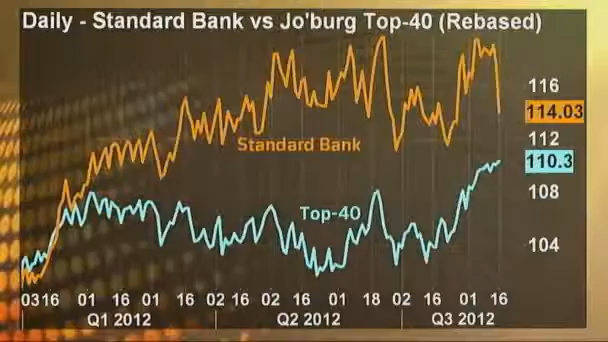 Daily - Standard Bank vs Jo'burg Top-40 (Rebased)
116
114.03
Standard Bank
112
110.3
108
Top-40
104
03 16 01 16 01 16 02 16 02 16 01 18 02 01 16
Q1 2012 Q2 2012 Q3 2012